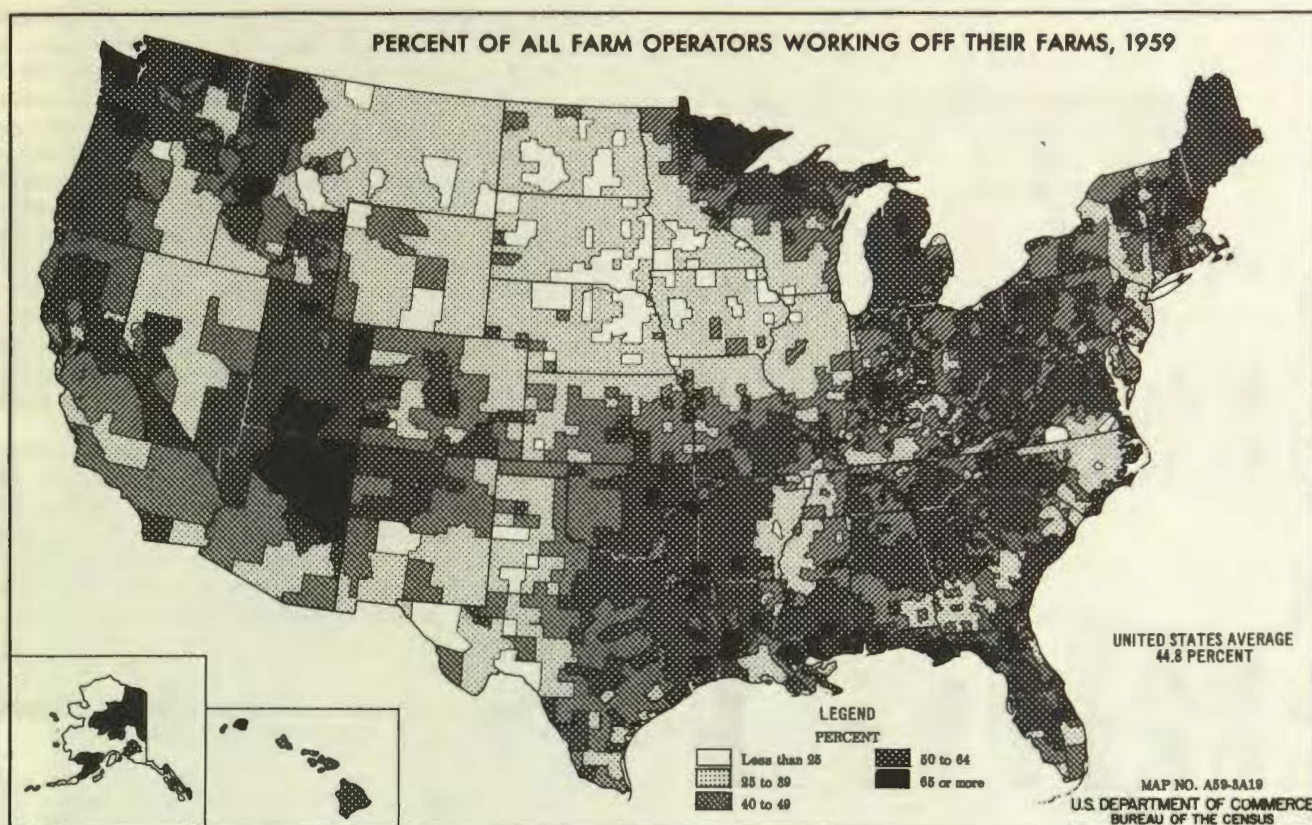 PERCENT OF ALL FARM OPERATORS WORKING OFF THEIR FARMS, 1959
UNITED STATES AVERAGE
44.8 PERCENT
LEGEND
PERCENT
Less than 25
25 to 39
40 to 49
50 to 64
65 or more
MAP NO. A59-3A19
U.S. DEPARTMENT OF COMMERCE
BUREAU OF THE CENSUS